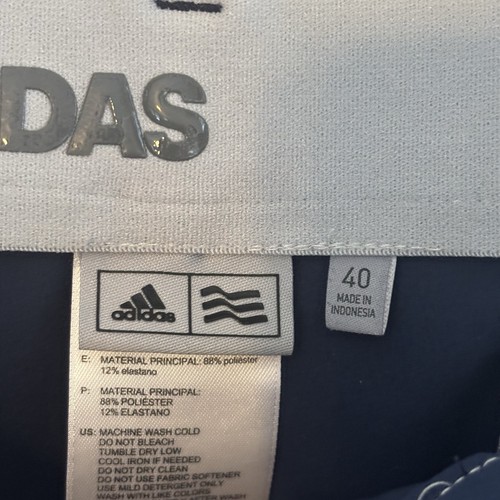 DAS
adidas
40
MADE IN
INDONESIA
E: MATERIAL PRINCIPAL: 88% poliéster
12% elastano
P: MATERIAL PRINCIPAL:
88% POLIÉSTER
12% ELASTANO
US: MACHINE WASH COLD
DO NOT BLEACH
TUMBLE DRY LOW
COOL IRON IF NEEDED
DO NOT DRY CLEAN
DO NOT USE FABRIC SOFTENER
USE MILD DETERGENT ONLY
WASH WITH LIKE COLORS